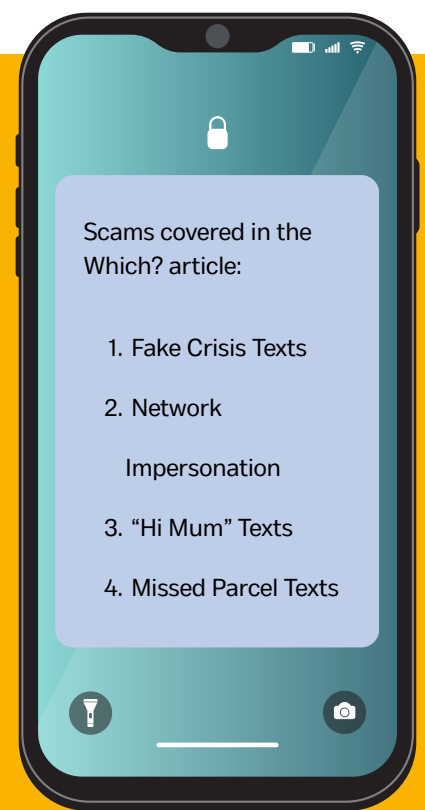 Scams covered in the
Which? article:
1. Fake Crisis Texts
2. Network
Impersonation
3. “Hi Mum” Texts
4. Missed Parcel Texts